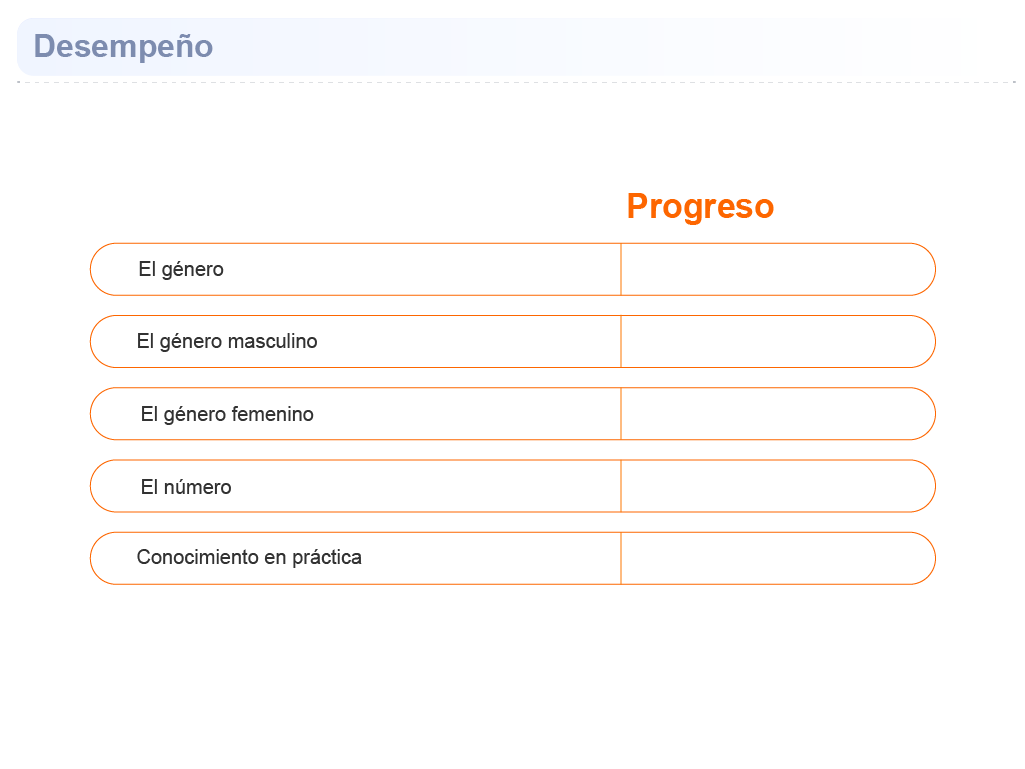 Desempeño
Progreso
El género
El género masculino
El género femenino
El número
Conocimiento en práctica